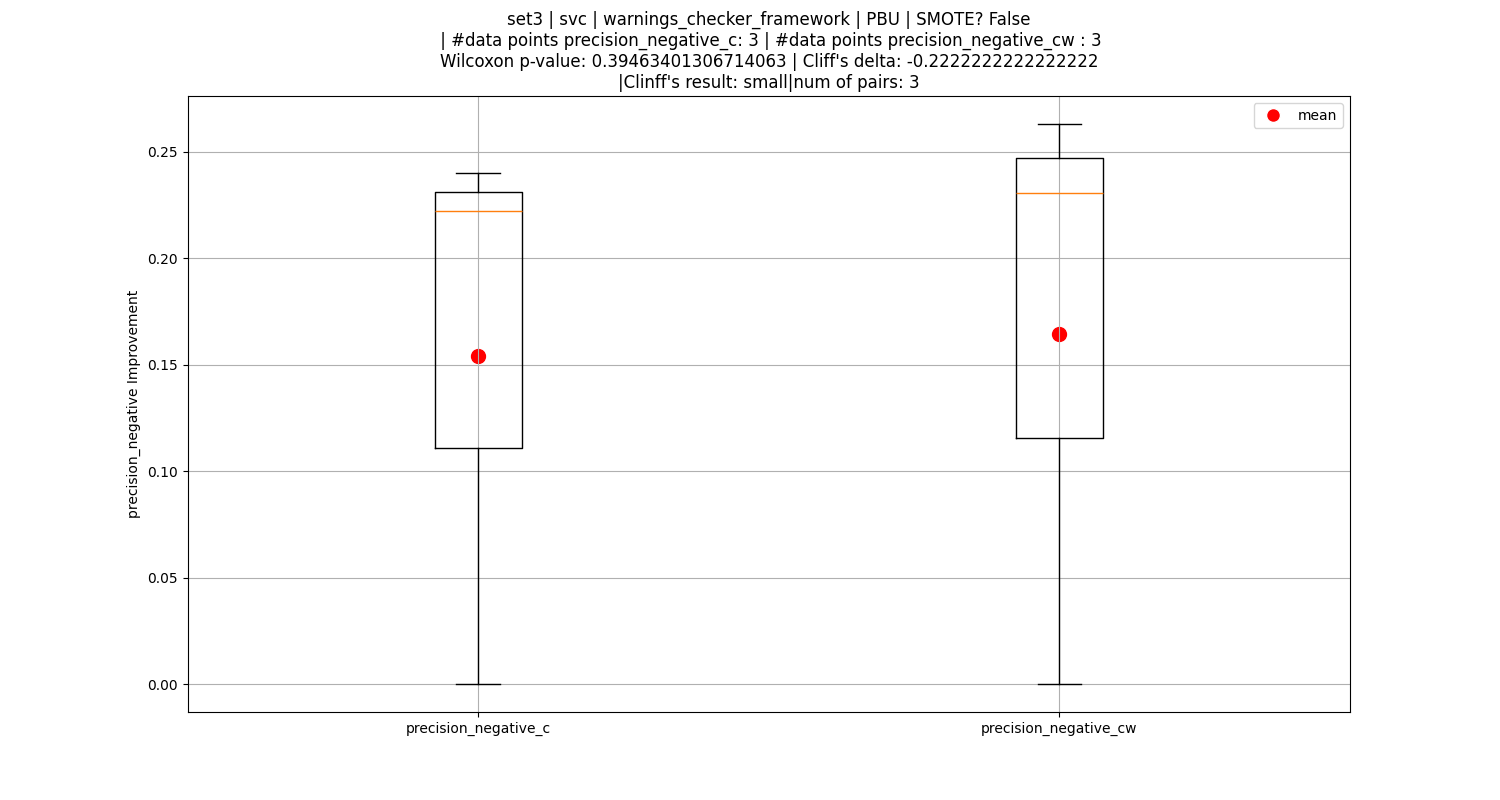 set3 | svc | warnings_checker_framework | PBU | SMOTE? False
| #data points precision_negative_c: 3 | #data points precision_negative_cw : 3
Wilcoxon p-value: 0.39463401306714063 | Cliff's delta: -0.2222222222222222
|Clinff's result: small|num of pairs: 3
mean
0.25
0.20
0.15
0.10
0.05
0.00
precision_negative Improvement
precision_negative_c
precision_negative_cw